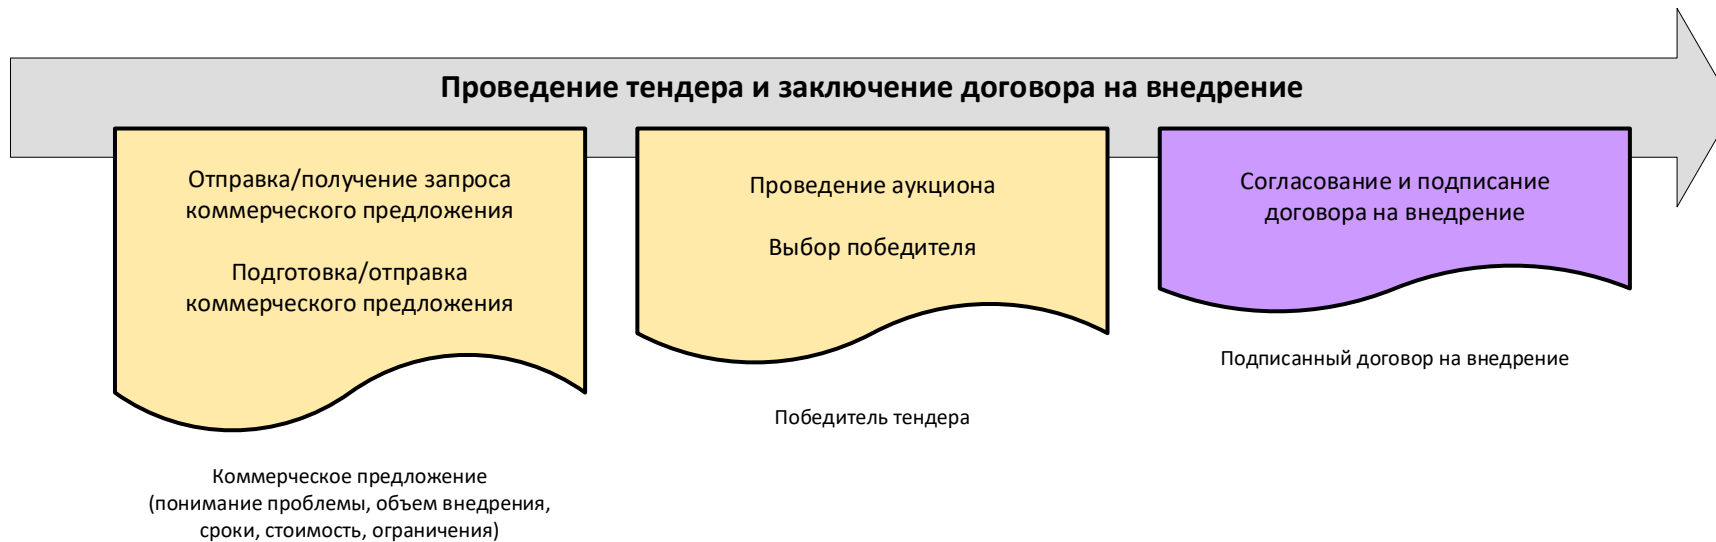 Проведение тендера и заключение договора на внедрение
Отправка/получение запроса
коммерческого предложения
Подготовка/отправка
коммерческого предложения
Коммерческое предложение
(понимание проблемы, объем внедрения,
сроки, стоимость, ограничения)
Проведение аукциона
Выбор победителя
Победитель тендера
Согласование и подписание
договора на внедрение
Подписанный договор на внедрение